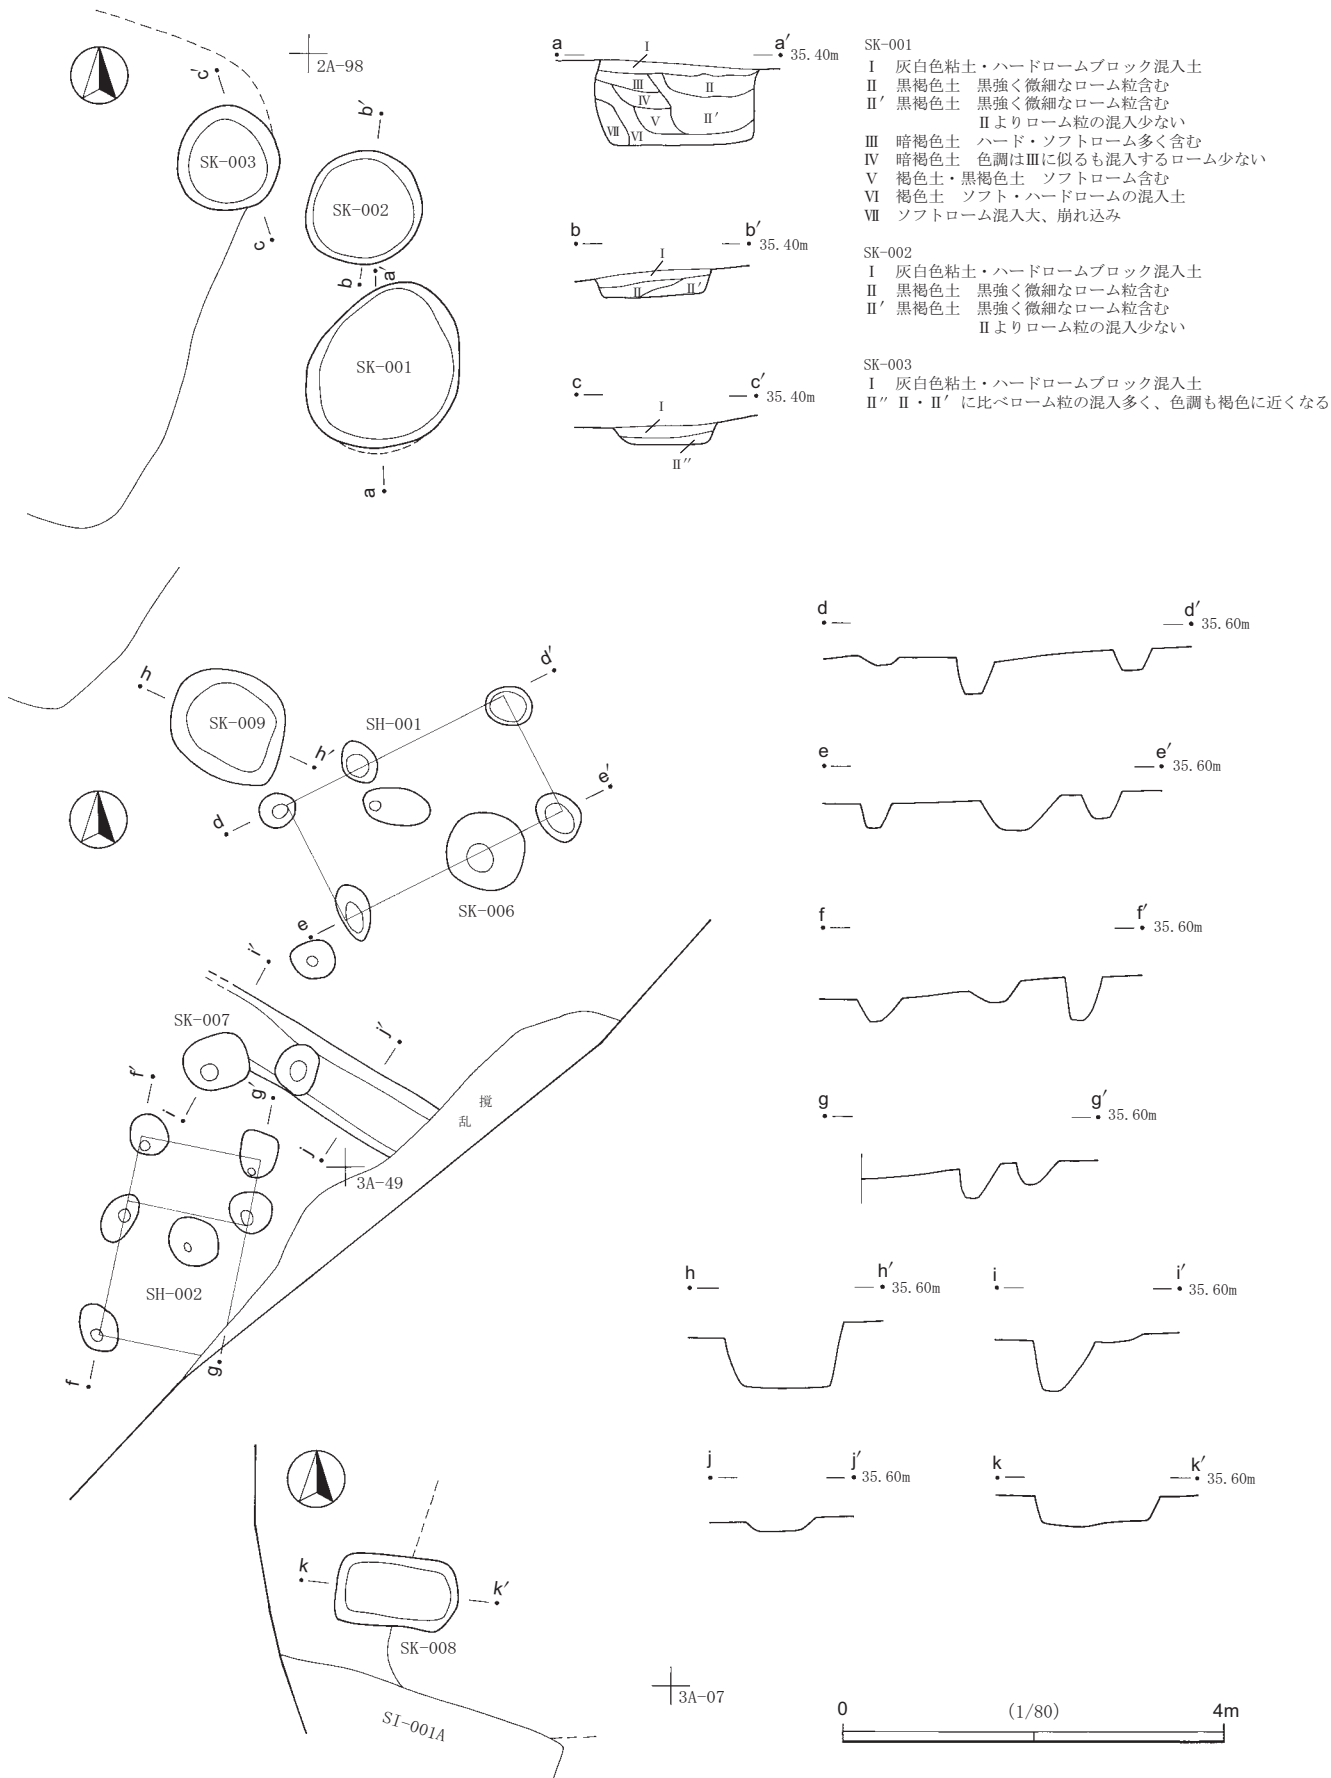 2A-98
c′
SK-003
b′
SK-002
c
b
a′
SK-001
a
a
a′
35.40m
Ⅰ
Ⅲ
Ⅱ
Ⅳ
Ⅴ
Ⅱ′
Ⅶ
Ⅵ
b
b′
35.40m
Ⅰ
Ⅱ
Ⅱ′
c
c′
35.40m
Ⅰ
Ⅱ″
SK-001
Ⅰ 灰白色粘土・ハードロームブロック混入土
Ⅱ 黒褐色土 黒強く微細なローム粒含む
Ⅱ′ 黒褐色土 黒強く微細なローム粒含む
Ⅱよりローム粒の混入少ない
Ⅲ 暗褐色土 ハード・ソフトローム多く含む
Ⅳ 暗褐色土 色調はⅢに似るも混入するローム少ない
Ⅴ 褐色土・黒褐色土 ソフトローム含む
Ⅵ 褐色土 ソフト・ハードロームの混入土
Ⅶ ソフトローム混入大、崩れ込み
SK-002
Ⅰ 灰白色粘土・ハードロームブロック混入土
Ⅱ 黒褐色土 黒強く微細なローム粒含む
Ⅱ′ 黒褐色土 黒強く微細なローム粒含む
Ⅱよりローム粒の混入少ない
SK-003
Ⅰ 灰白色粘土・ハードロームブロック混入土
Ⅱ″ Ⅱ・Ⅱ′に比べローム粒の混入多く、色調も褐色に近くなる
h
SK-009
h′
SH-001
d′
d
e′
SK-006
e
i′
j′
SK-007
f′
g′
i
j
撹
乱
3A-49
SH-002
f
g
d
d′
35.60m
e
e′
35.60m
f
f′
35.60m
g
g′
35.60m
h
h′
35.60m
i
i′
35.60m
j
j′
35.60m
k
k′
35.60m
k
k′
SK-008
SI-001A
3A-07
0
(1/80)
4m